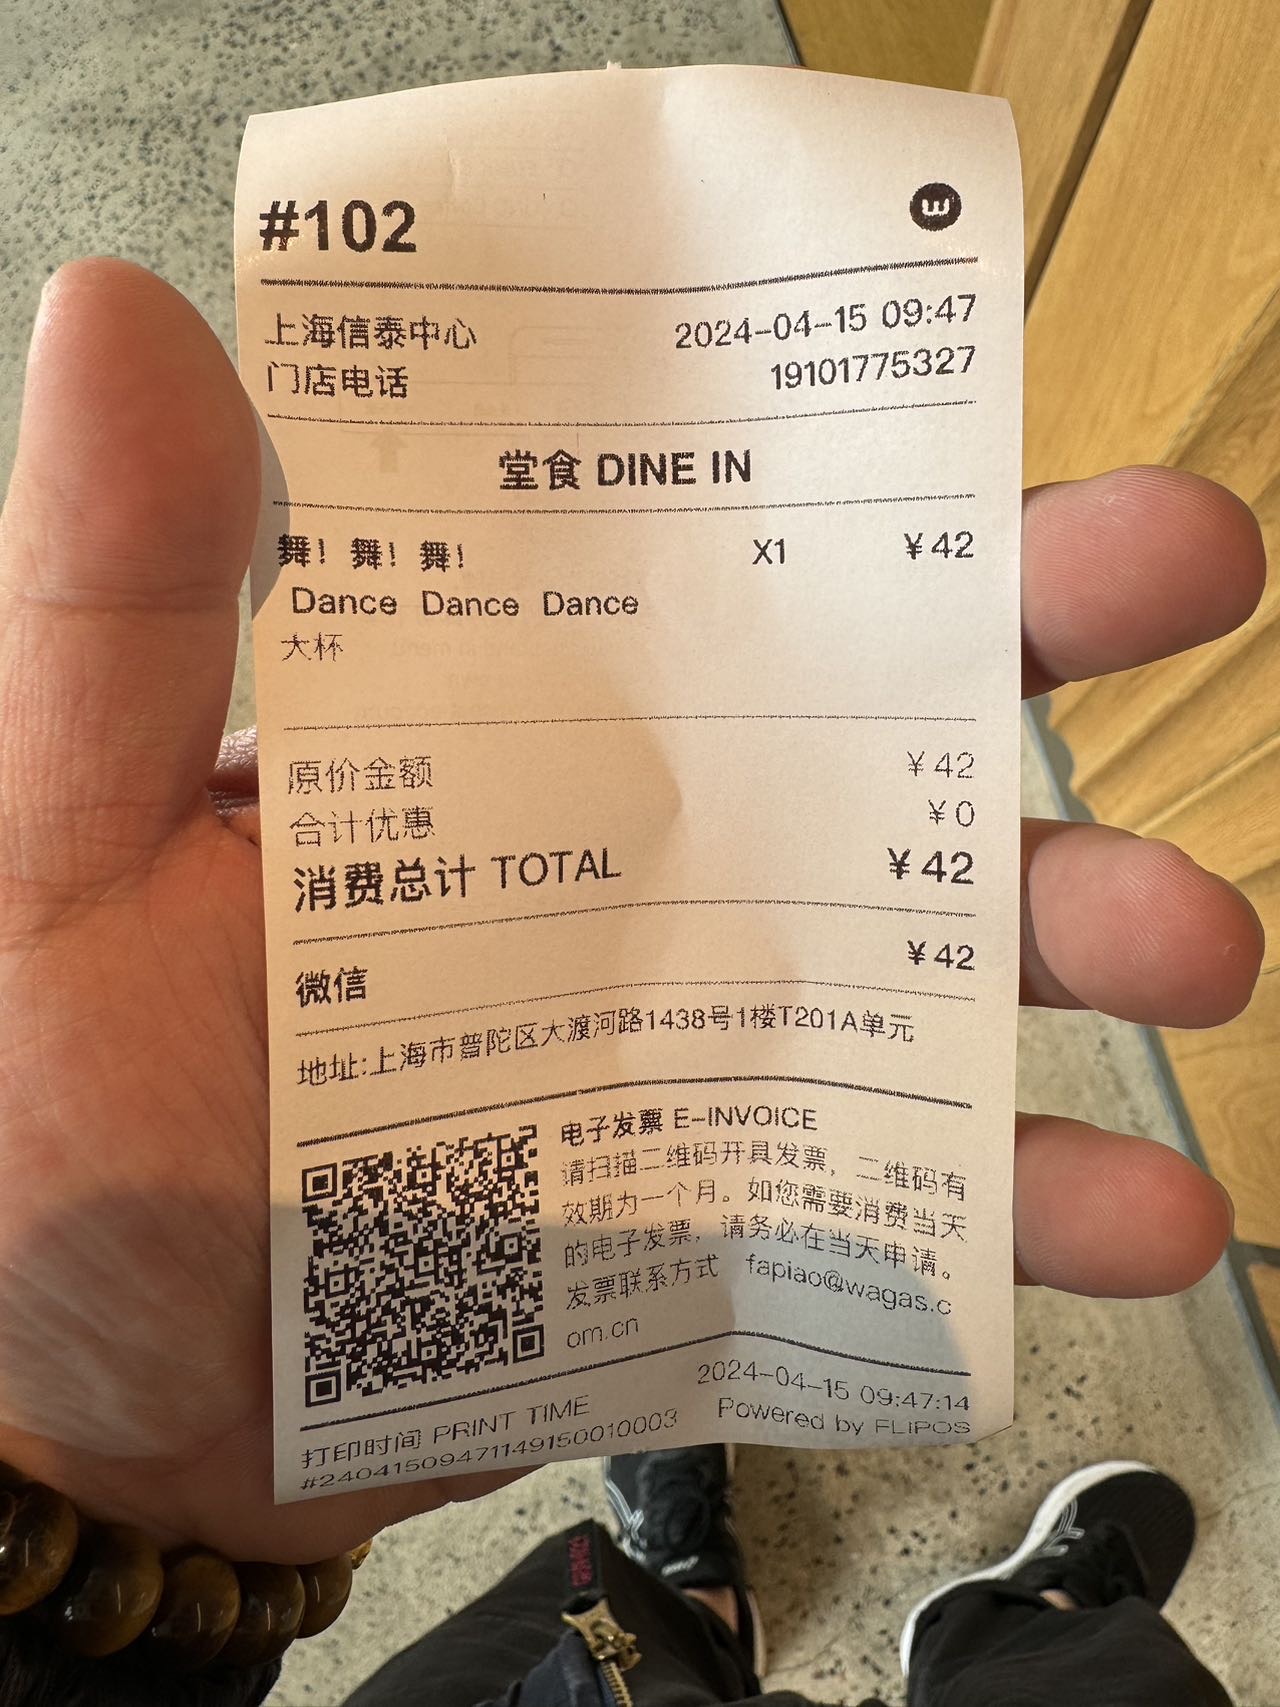 #102
上海信泰中心 2024-04-15 09:47
门店电话 19101775327
堂食 DINE IN
舞！舞！舞！ X1 ¥42
Dance Dance Dance
大杯
原价金额 ¥42
合计优惠 ¥0
消费总计 TOTAL ¥42
微信 ¥42
地址:上海市普陀区大渡河路1438号1楼T201A单元
电子发票 E-INVOICE
请扫描二维码开具发票，二维码有
效期为一个月。如您需要消费当天
的电子发票，请务必在当天申请。
发票联系方式 fapiao@wagas.c
om.cn
打印时间 PRINT TIME 2024-04-15 09:47:14
#24041509471149150010003 Powered by FLIPOS